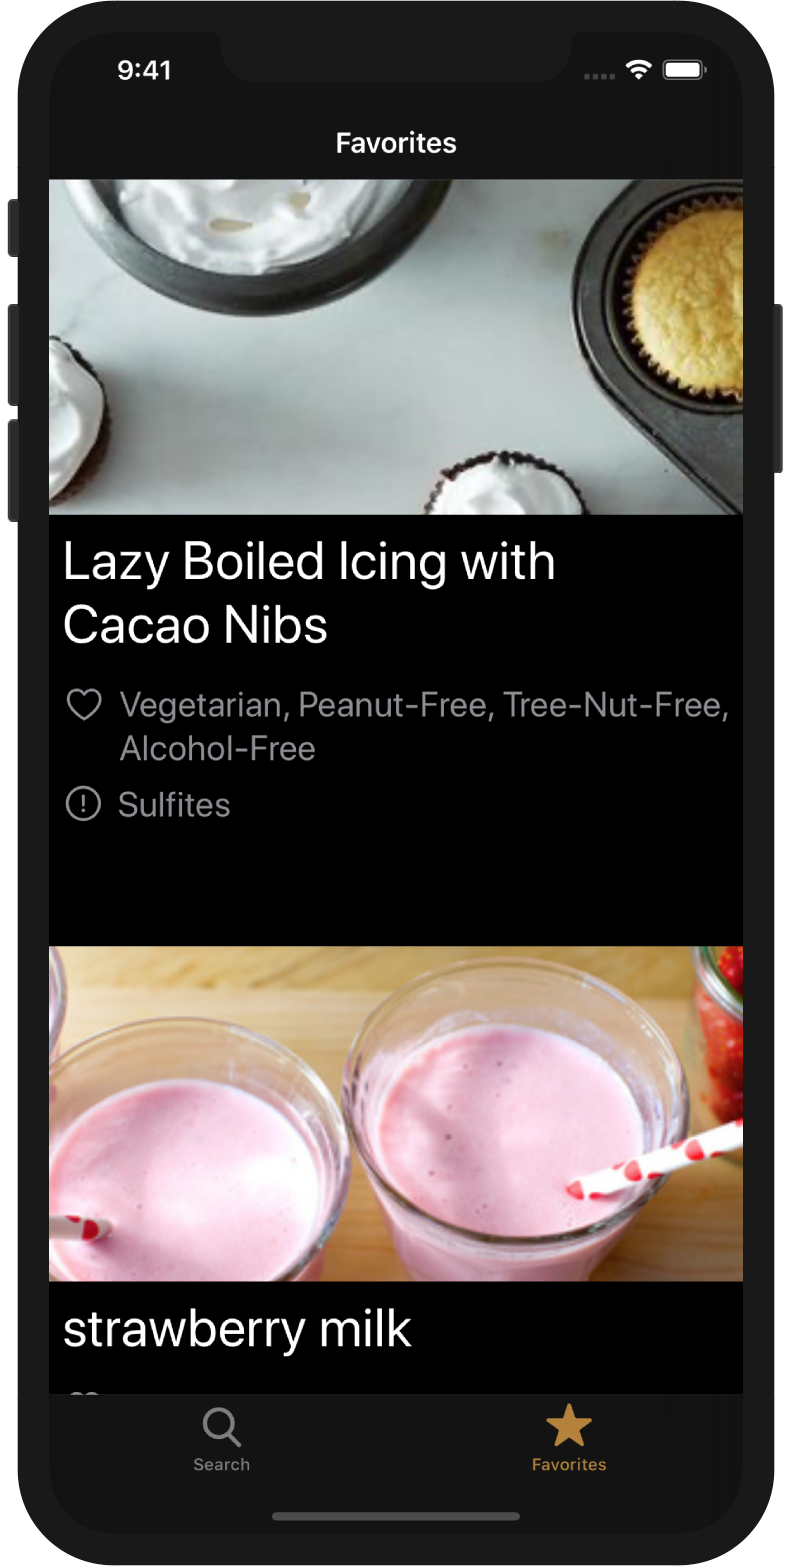 9:41
Favorites
Lazy Boiled Icing with
Cacao Nibs
Vegetarian, Peanut-Free, Tree-Nut-Free,
Alcohol-Free
Sulfites
strawberry milk
Search
Favorites